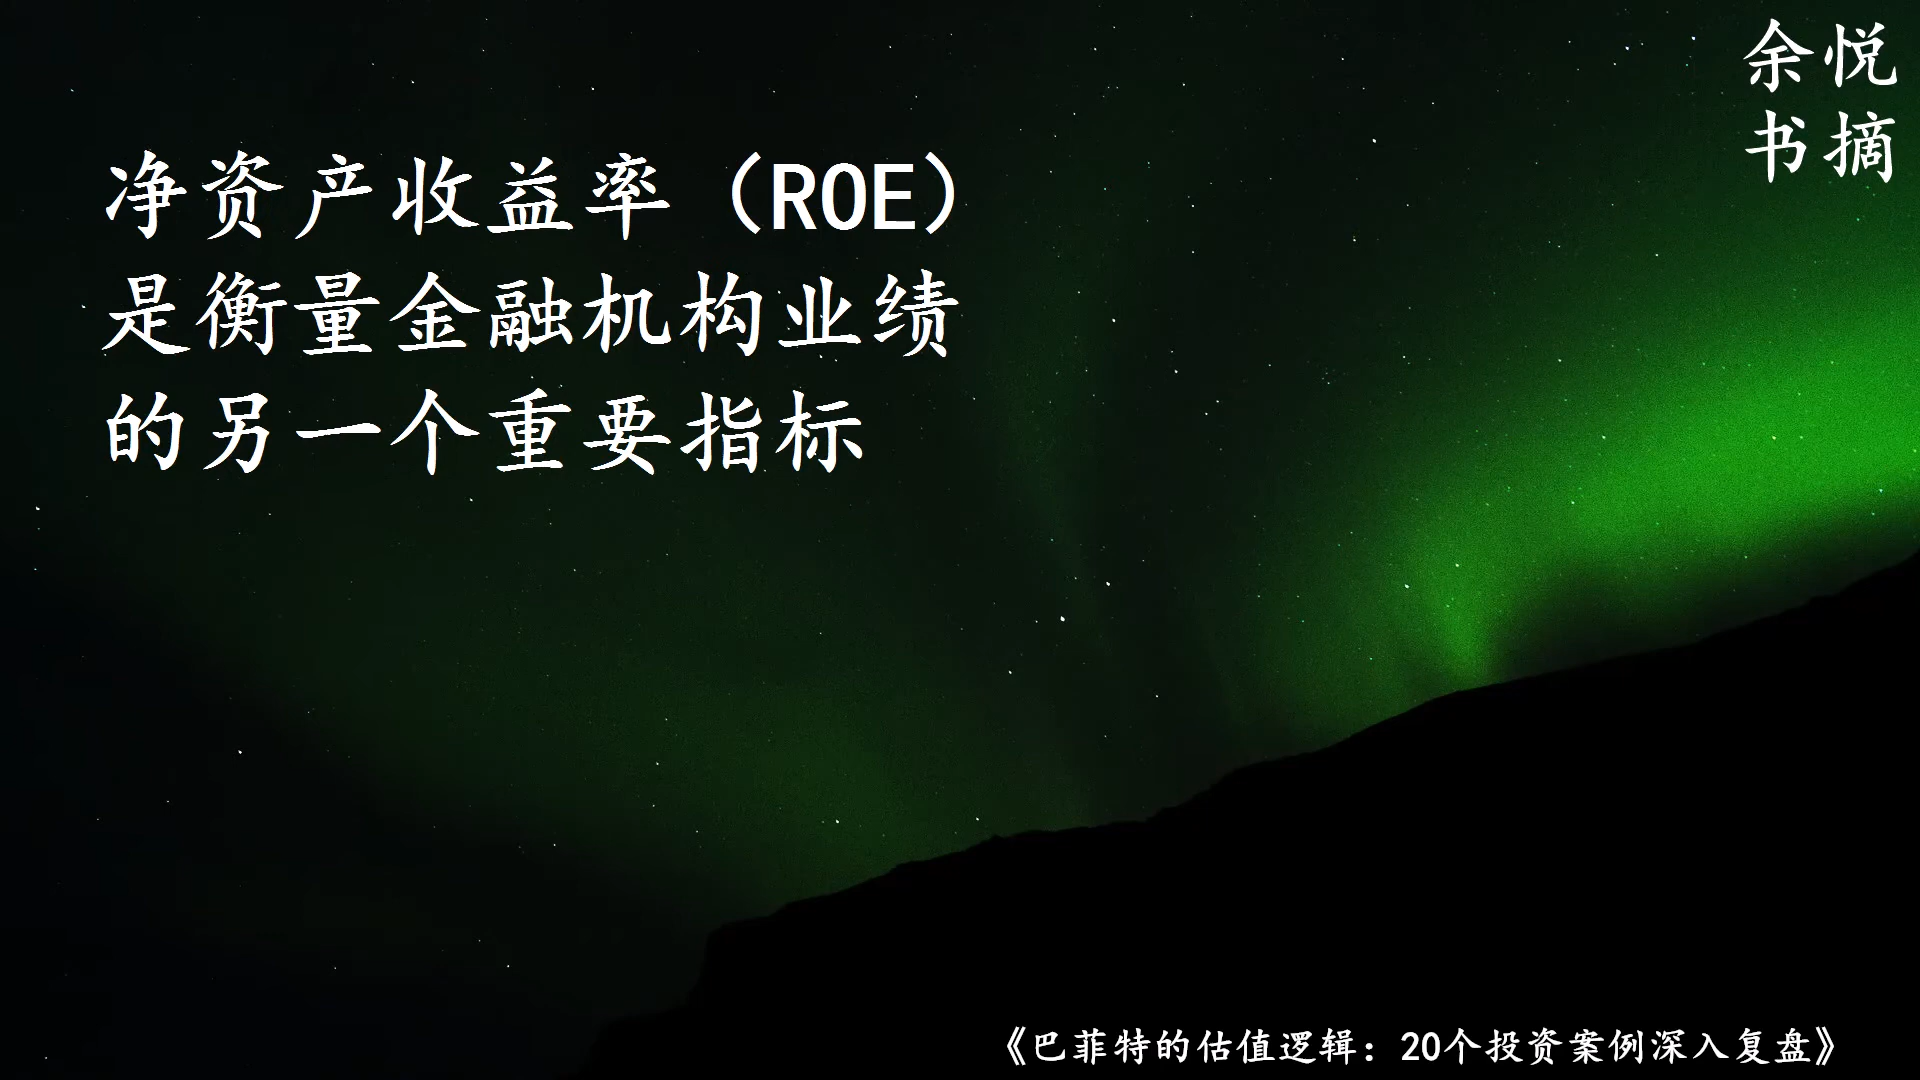 余悦
书摘
净资产收益率（ROE）
是衡量金融机构业绩
的另一个重要指标
《巴菲特的估值逻辑：20个投资案例深入复盘》